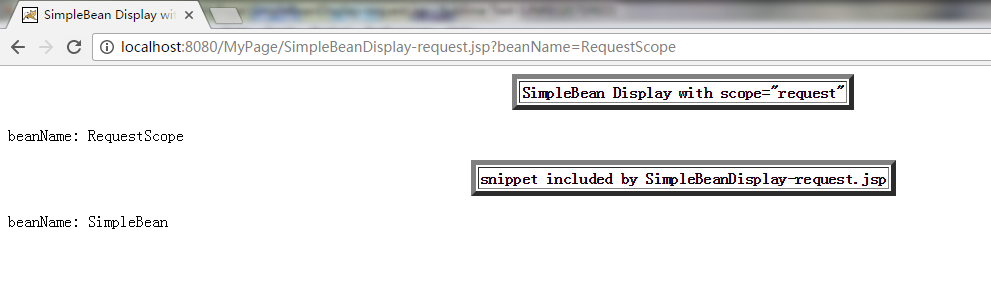 SimpleBean Display wit
localhost:8080/MyPage/SimpleBeanDisplay-request.jsp?beanName=RequestScope
SimpleBean Display with scope="request"
beanName: RequestScope
snippet included by SimpleBeanDisplay-request.jsp
beanName: SimpleBean